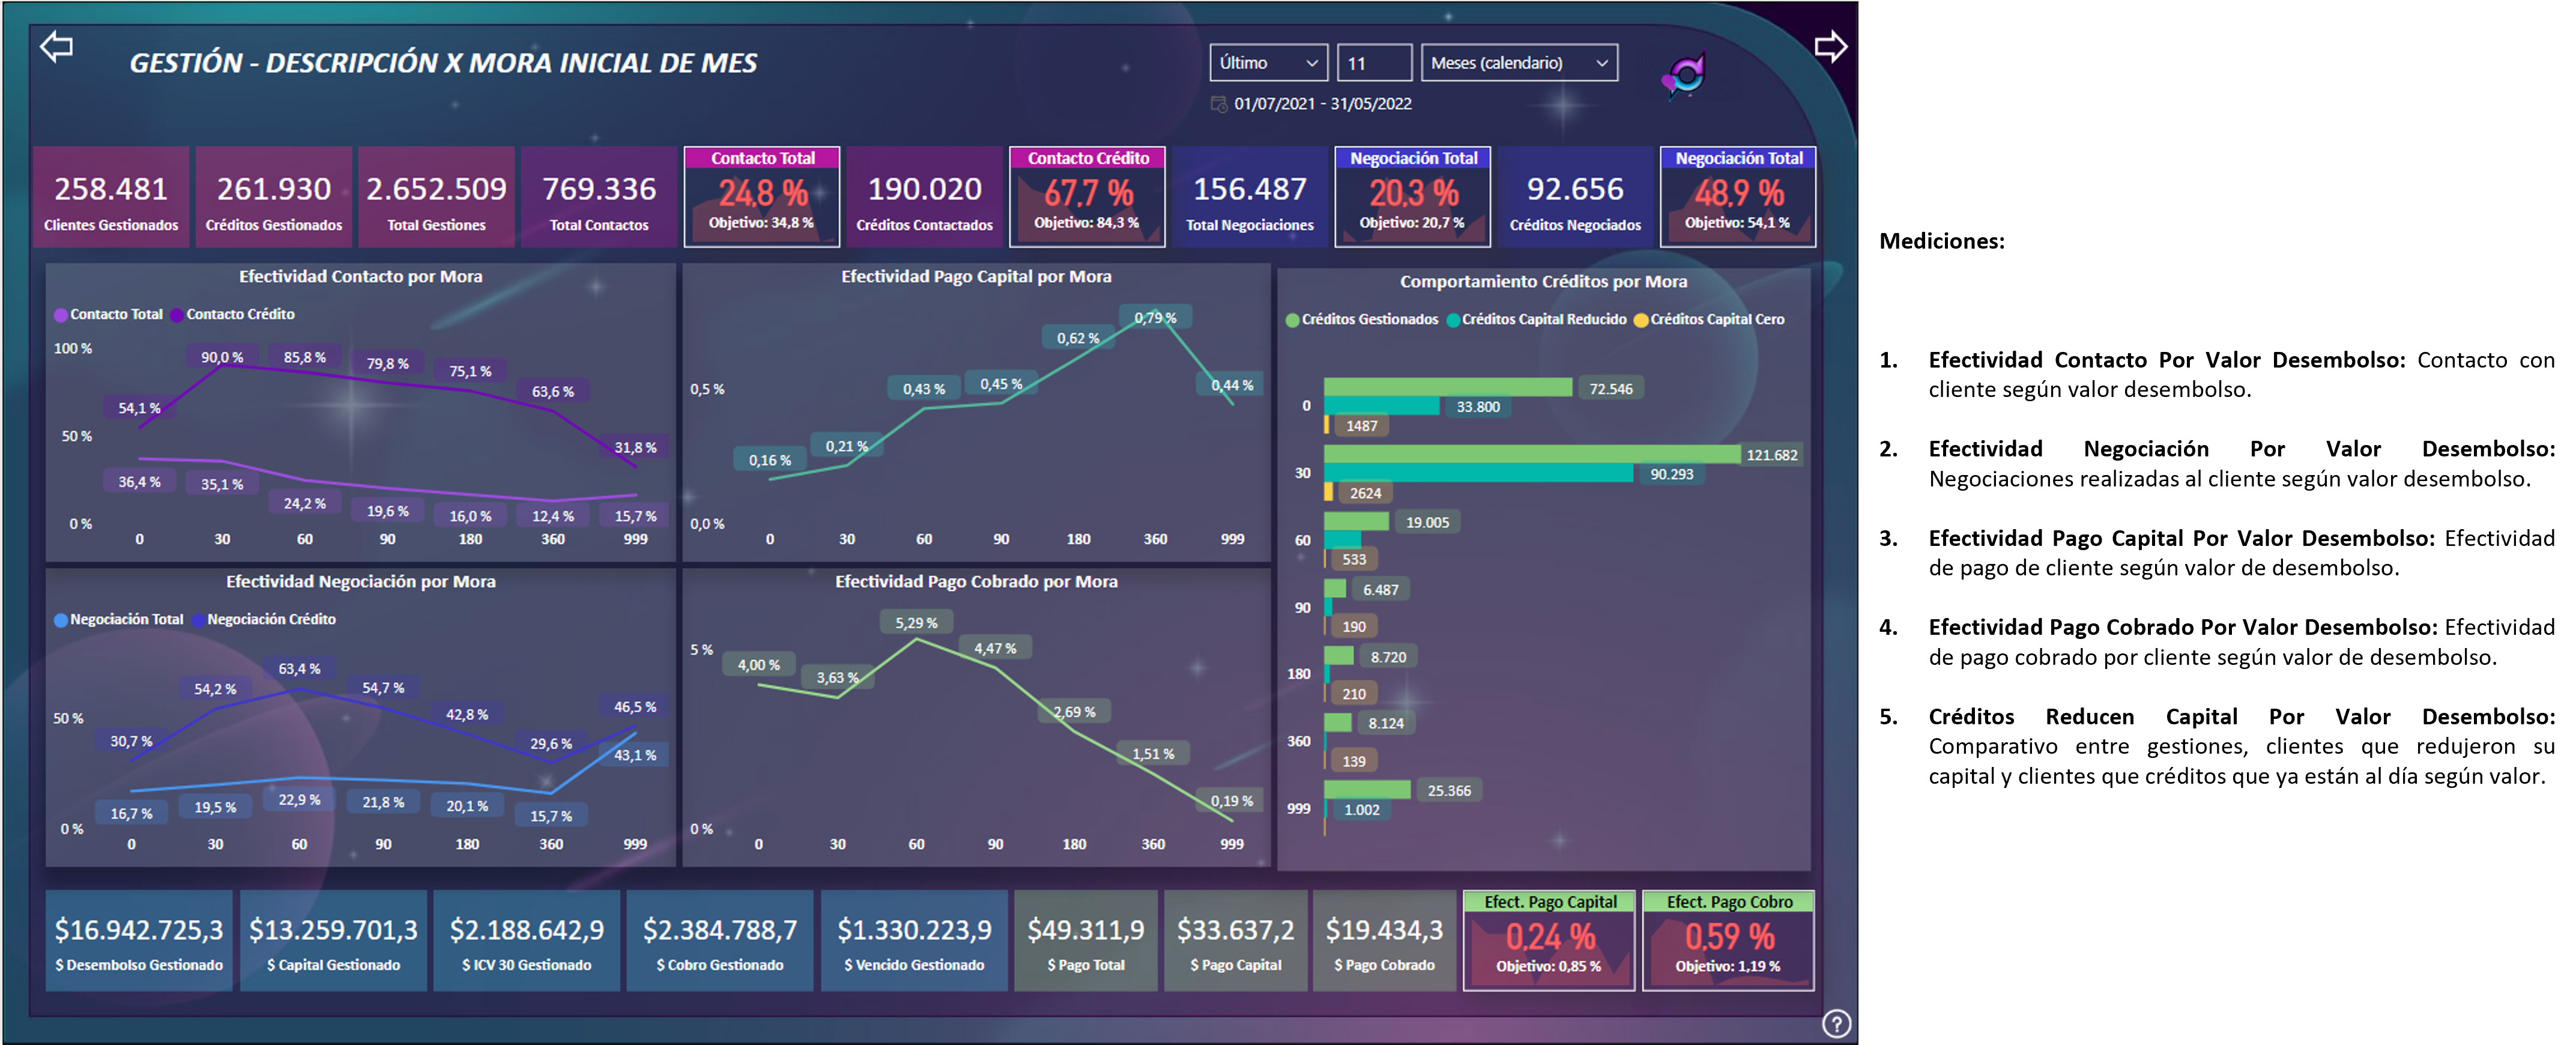 GESTIÓN - DESCRIPCIÓN X MORA INICIAL DE MES
Último
11
Meses (calendario)
01/07/2021 - 31/05/2022
258.481
Clientes Gestionados
261.930
Créditos Gestionados
2.652.509
Total Gestiones
769.336
Total Contactos
Contacto Total
24,8 %
Objetivo: 34,8 %
190.020
Créditos Contactados
Contacto Crédito
67,7 %
Objetivo: 84,3 %
156.487
Total Negociaciones
Negociación Total
20,3 %
Objetivo: 20,7 %
92.656
Créditos Negociados
Negociación Total
48,9 %
Objetivo: 54,1 %
Efectividad Contacto por Mora
Contacto Total Contacto Crédito
100 %
50 %
0 %
54,1 % 90,0 % 85,8 % 79,8 % 75,1 % 63,6 % 31,8 %
36,4 % 35,1 % 24,2 % 19,6 % 16,0 % 12,4 % 15,7 %
0 30 60 90 180 360 999
Efectividad Pago Capital por Mora
0,5 %
0,0 %
0,16 % 0,21 % 0,43 % 0,45 % 0,62 % 0,79 % 0,44 %
0 30 60 90 180 360 999
Comportamiento Créditos por Mora
Créditos Gestionados Créditos Capital Reducido Créditos Capital Cero
0
72.546
33.800
1487
30
121.682
90.293
2624
60
19.005
533
90
6.487
190
180
8.720
210
360
8.124
139
999
25.366
1.002
Efectividad Negociación por Mora
Negociación Total Negociación Crédito
50 %
0 %
30,7 % 54,2 % 63,4 % 54,7 % 42,8 % 29,6 % 46,5 %
16,7 % 19,5 % 22,9 % 21,8 % 20,1 % 15,7 % 43,1 %
0 30 60 90 180 360 999
Efectividad Pago Cobrado por Mora
5 %
0 %
4,00 % 3,63 % 5,29 % 4,47 % 2,69 % 1,51 % 0,19 %
0 30 60 90 180 360 999
$16.942.725,3
$ Desembolso Gestionado
$13.259.701,3
$ Capital Gestionado
$2.188.642,9
$ ICV 30 Gestionado
$2.384.788,7
$ Cobro Gestionado
$1.330.223,9
$ Vencido Gestionado
$49.311,9
$ Pago Total
$33.637,2
$ Pago Capital
$19.434,3
$ Pago Cobrado
Efect. Pago Capital
0,24 %
Objetivo: 0,85 %
Efect. Pago Cobro
0,59 %
Objetivo: 1,19 %
?
Mediciones:
1. Efectividad Contacto Por Valor Desembolso: Contacto con
cliente según valor desembolso.
2. Efectividad Negociación Por Valor Desembolso:
Negociaciones realizadas al cliente según valor desembolso.
3. Efectividad Pago Capital Por Valor Desembolso: Efectividad
de pago de cliente según valor de desembolso.
4. Efectividad Pago Cobrado Por Valor Desembolso: Efectividad
de pago cobrado por cliente según valor de desembolso.
5. Créditos Reducen Capital Por Valor Desembolso:
Comparativo entre gestiones, clientes que redujeron su
capital y clientes que créditos que ya están al día según valor.